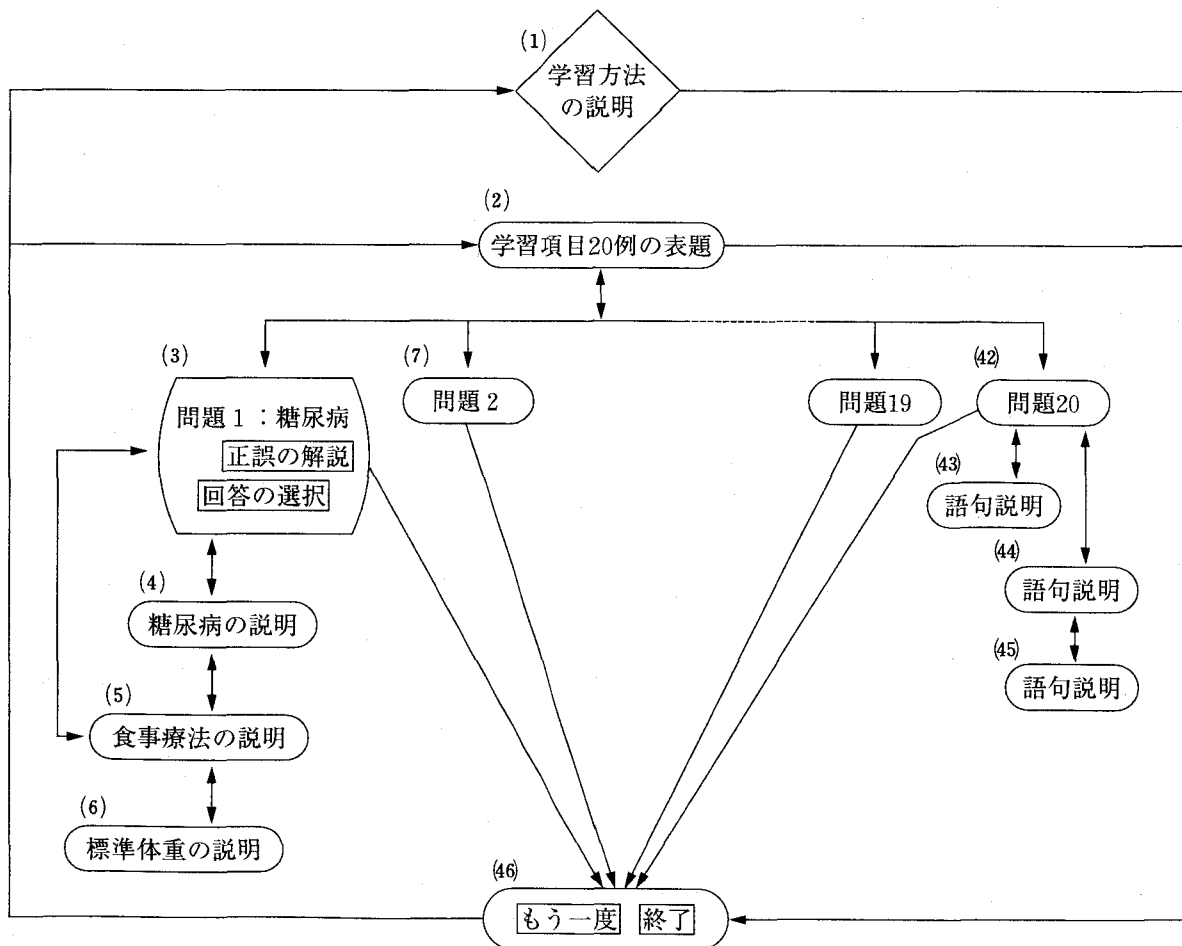 (1)
学習方法
の説明
(2)
学習項目20例の表題
(3)
問題1:糖尿病
正誤の解説
回答の選択
(7)
問題2
問題19
(42)
問題20
(43)
語句説明
(44)
語句説明
(45)
語句説明
(4)
糖尿病の説明
(5)
食事療法の説明
(6)
標準体重の説明
(46)
もう一度 終了